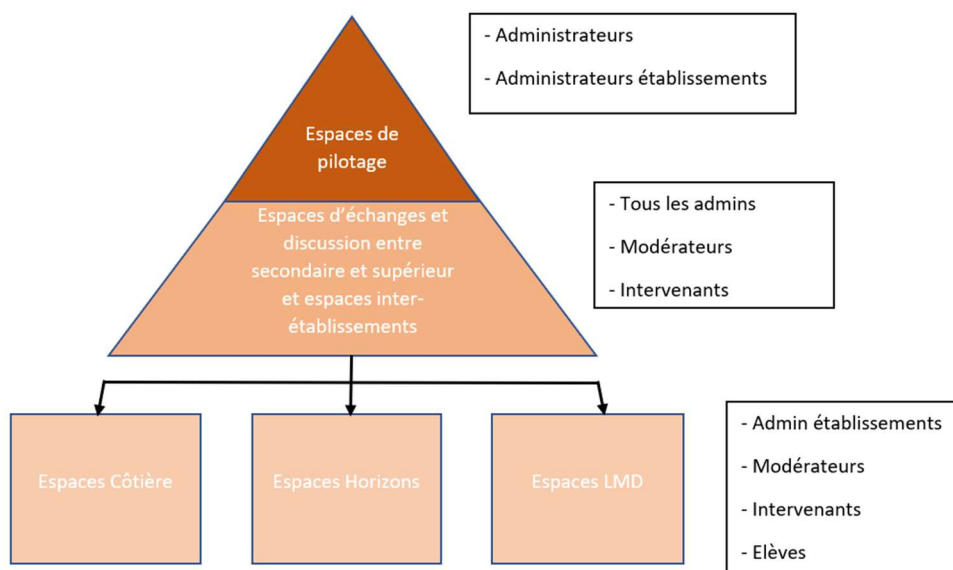 - Administrateurs
- Administrateurs établissements
Espaces de
pilotage
Espaces d’échanges et
discussion entre
secondaire et supérieur
et espaces inter-
établissements
- Tous les admins
- Modérateurs
- Intervenants
Espaces Côtière
Espaces Horizons
Espaces LMD
- Admin établissements
- Modérateurs
- Intervenants
- Elèves